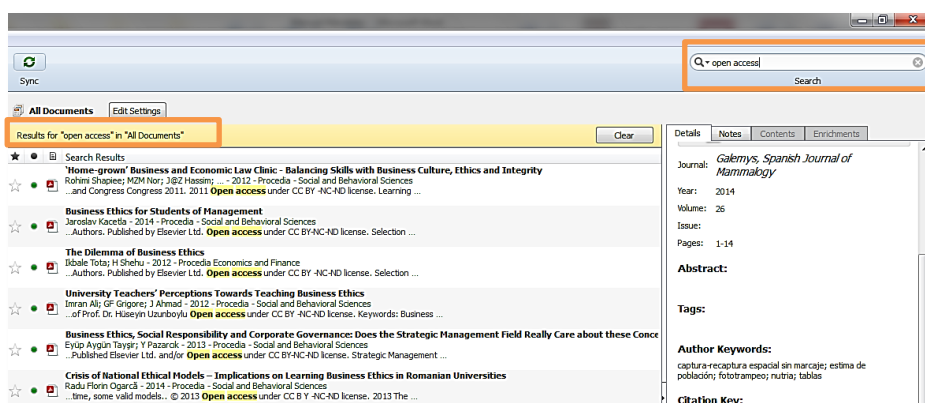 open access
Sync
Search
All Documents
Edit Settings
Results for "open access" in "All Documents"
Clear
Search Results
'Home-grown' Business and Economic Law Clinic - Balancing Skills with Business Culture, Ethics and Integrity
Rohimi Shapiee; MZM Nor; J@Z Hassim; ... - 2012 - Procedia - Social and Behavioral Sciences
...and Congress Congress 2011. 2011 Open access under CC BY -NC-ND license. Learning ...
Business Ethics for Students of Management
Jaroslav Kacetla - 2014 - Procedia - Social and Behavioral Sciences
...Authors. Published by Elsevier Ltd. Open access under CC BY-NC-ND license. Selection ...
The Dilemma of Business Ethics
Ikbale Tota; H Shehu - 2012 - Procedia Economics and Finance
...Authors. Published by Elsevier Ltd. Open access under CC BY -NC-ND license. Selection ...
University Teachers' Perceptions Towards Teaching Business Ethics
Imran Ali; GF Grigore; J Ahmad - 2012 - Procedia - Social and Behavioral Sciences
...of Prof. Dr. Hüseyin Uzunboylu Open access under CC BY -NC-ND license. Keywords: Business ...
Business Ethics, Social Responsibility and Corporate Governance: Does the Strategic Management Field Really Care about these Conce
Eyüp Aygün Tayşir; Y Pazarok - 2013 - Procedia - Social and Behavioral Sciences
...Published Elsevier Ltd. and/or Open access under CC BY-NC-ND license. Strategic Management ...
Crisis of National Ethical Models – Implications on Learning Business Ethics in Romanian Universities
Radu Florin Ogarcă - 2014 - Procedia - Social and Behavioral Sciences
...time, some valid models.. © 2013 Open access under CC B Y -NC-ND license. 2013 The ...
Details Notes Contents Enrichments
Journal: Galemys, Spanish Journal of
Mammalogy
Year: 2014
Volume: 26
Issue:
Pages: 1-14
Abstract:
Tags:
Author Keywords:
captura-recaptura espacial sin marcaje; estima de
población; fototrampeo; nutria; tablas
Citation Key: